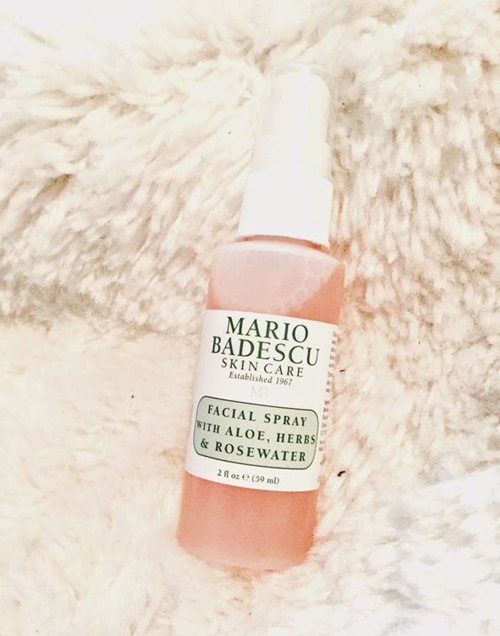 MARIO
BADESCU
SKIN CARE
Established 1967
FACIAL SPRAY
WITH ALOE, HERBS
& ROSEWATER
2 fl oz ℮ (59 ml)